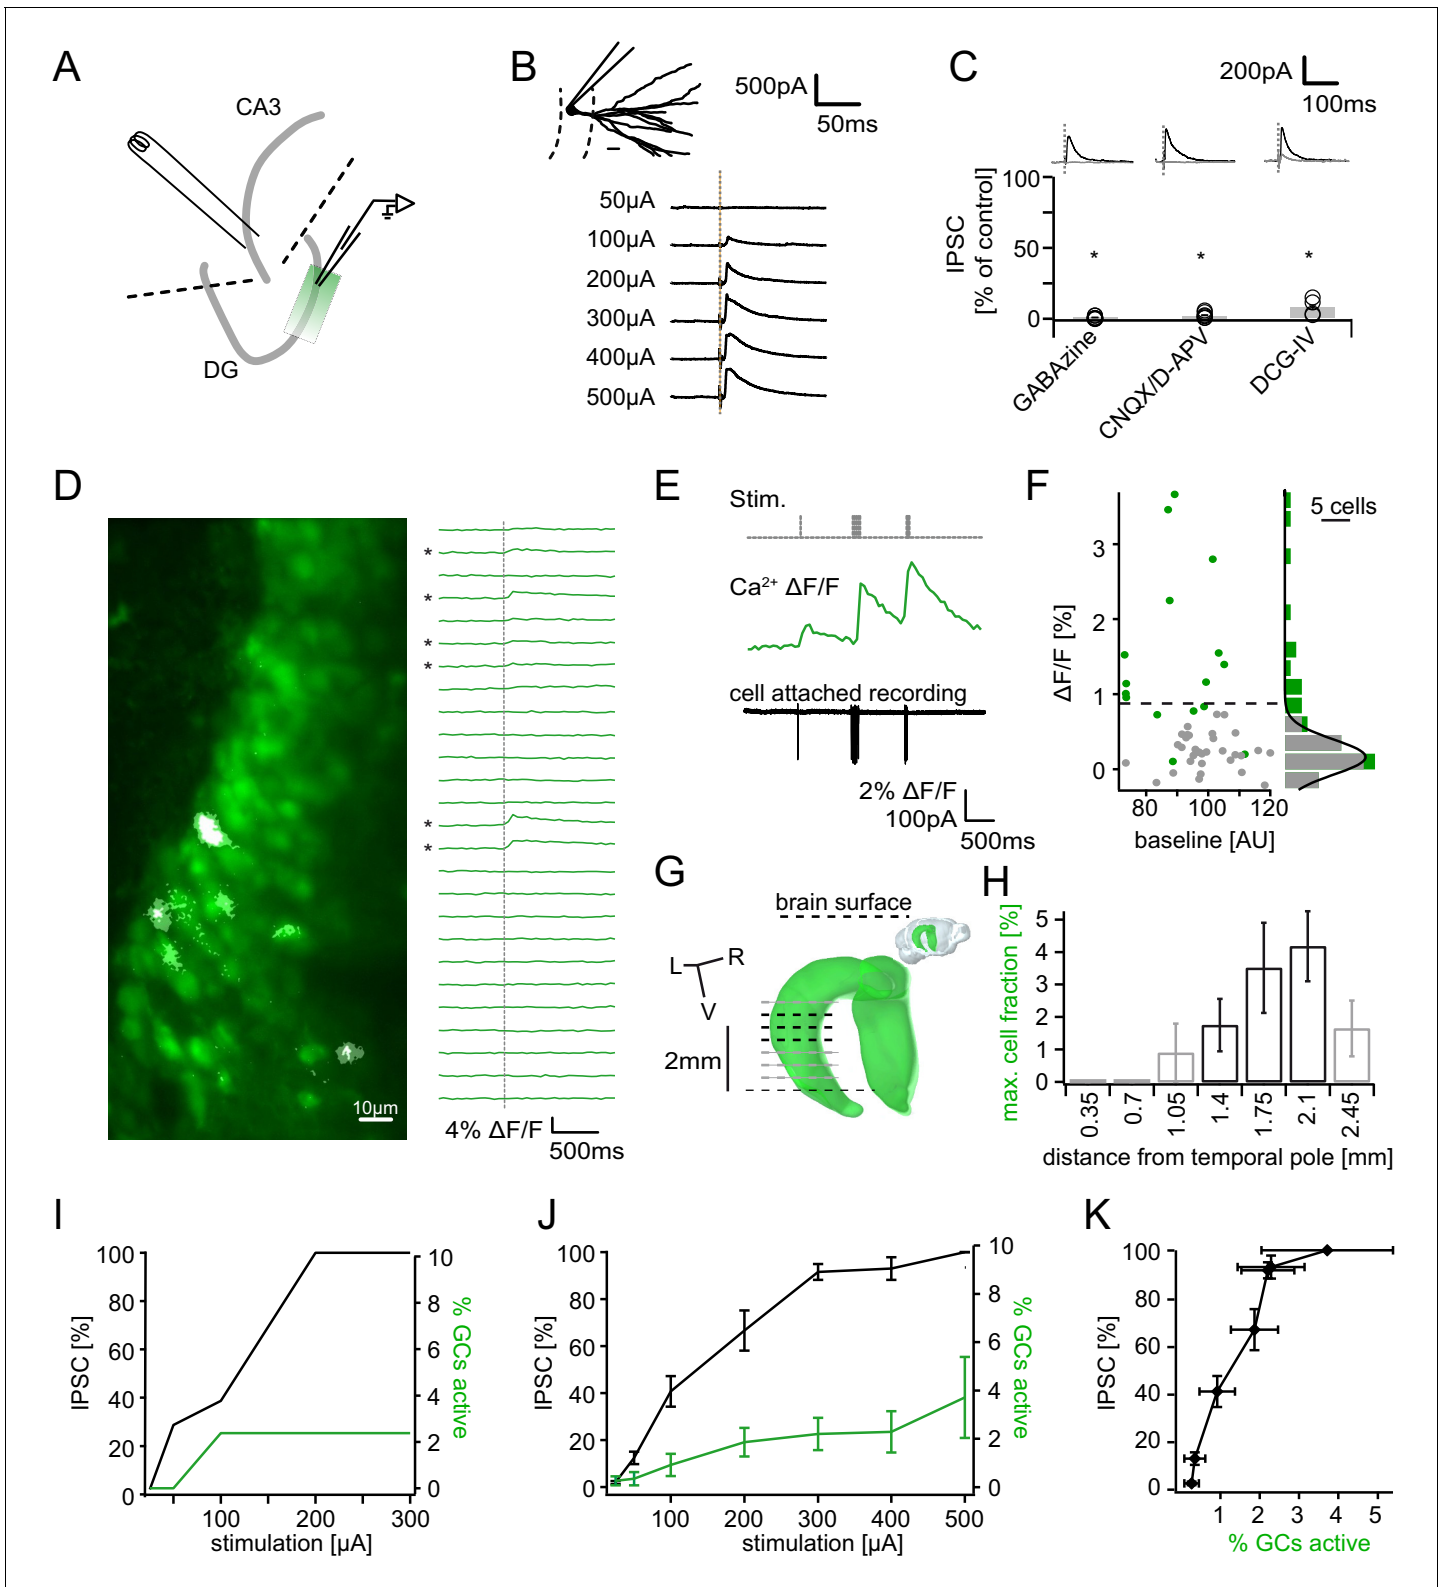 A
CA3
DG
B
500pA
50ms
50µA
100µA
200µA
300µA
400µA
500µA
C
200pA
100ms
IPSC
[% of control]
100
50
0
*
*
*
GABAzine
CNQX/D-APV
DCG-IV
D
*
*
*
*
*
*
10µm
4% ΔF/F
500ms
E
Stim.
Ca²⁺ ΔF/F
cell attached recording
2% ΔF/F
100pA
500ms
F
5 cells
ΔF/F [%]
3
2
1
0
80
100
120
baseline [AU]
G
brain surface
L
R
V
2mm
H
max. cell fraction [%]
5
4
3
2
1
0
0.35
0.7
1.05
1.4
1.75
2.1
2.45
distance from temporal pole [mm]
I
IPSC [%]
100
80
60
40
20
0
10
8
6
4
2
0
% GCs active
100
200
300
stimulation [µA]
J
IPSC [%]
100
80
60
40
20
0
10
8
6
4
2
0
% GCs active
100
200
300
400
500
stimulation [µA]
K
IPSC [%]
100
80
60
40
20
0
1
2
3
4
5
% GCs active